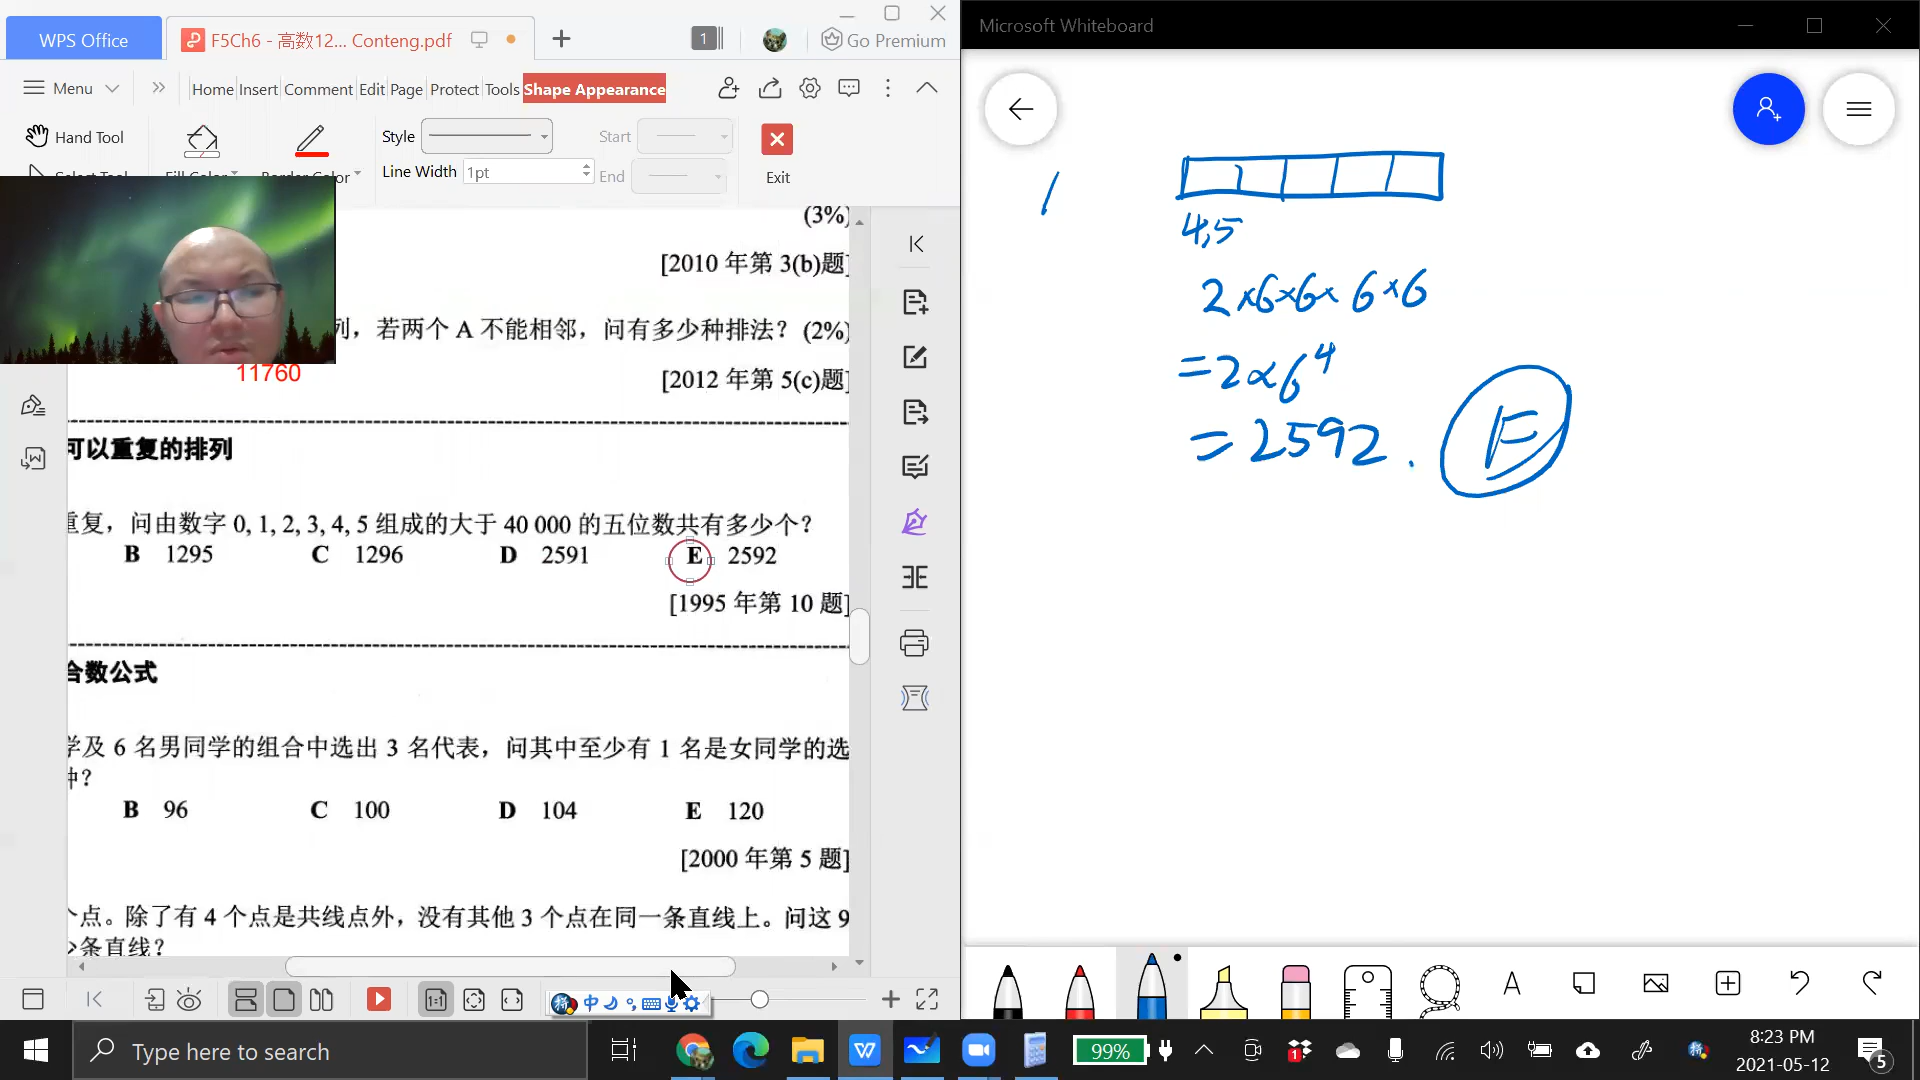 WPS Office
F5Ch6 - 高数12... Conteng.pdf
1
Go Premium
Menu
Home Insert Comment Edit Page Protect Tools Shape Appearance
Hand Tool
Style
Start
Line Width 1pt
End
Exit
(3%)
[2010 年第 3(b)题]
列，若两个 A 不能相邻，问有多少种排法？(2%)
11760
[2012 年第 5(c)题]
可以重复的排列
重复，问由数字 0, 1, 2, 3, 4, 5 组成的大于 40 000 的五位数共有多少个？
B 1295 C 1296 D 2591 E 2592
[1995 年第 10 题]
合数公式
学及 6 名男同学的组合中选出 3 名代表，问其中至少有 1 名是女同学的选
种？
B 96 C 100 D 104 E 120
[2000 年第 5 题]
个点。除了有 4 个点是共线点外，没有其他 3 个点在同一条直线上。问这 9
少条直线？
中
Microsoft Whiteboard
1
4,5
2×6×6×6×6
=2×6⁴
=2592.
E
Type here to search
99%
8:23 PM
2021-05-12
1
5